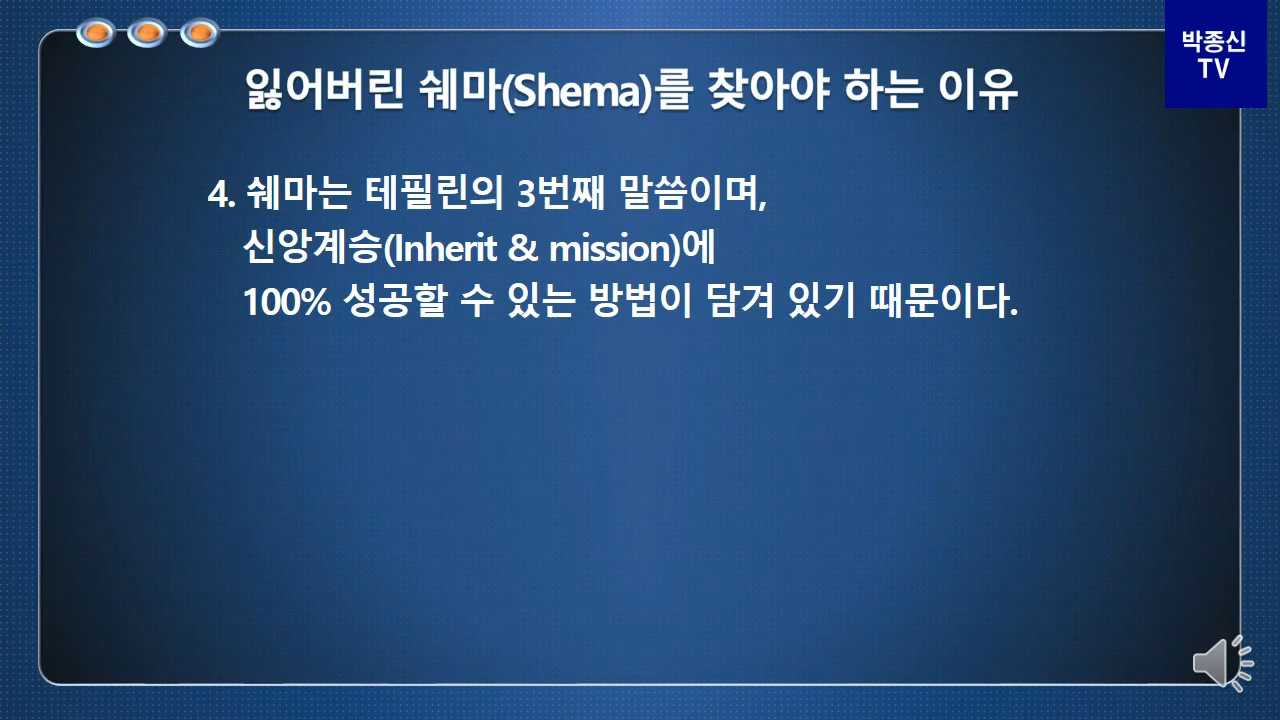 박종신
TV
잃어버린 쉐마(Shema)를 찾아야 하는 이유
4. 쉐마는 테필린의 3번째 말씀이며,
신앙계승(Inherit & mission)에
100% 성공할 수 있는 방법이 담겨 있기 때문이다.